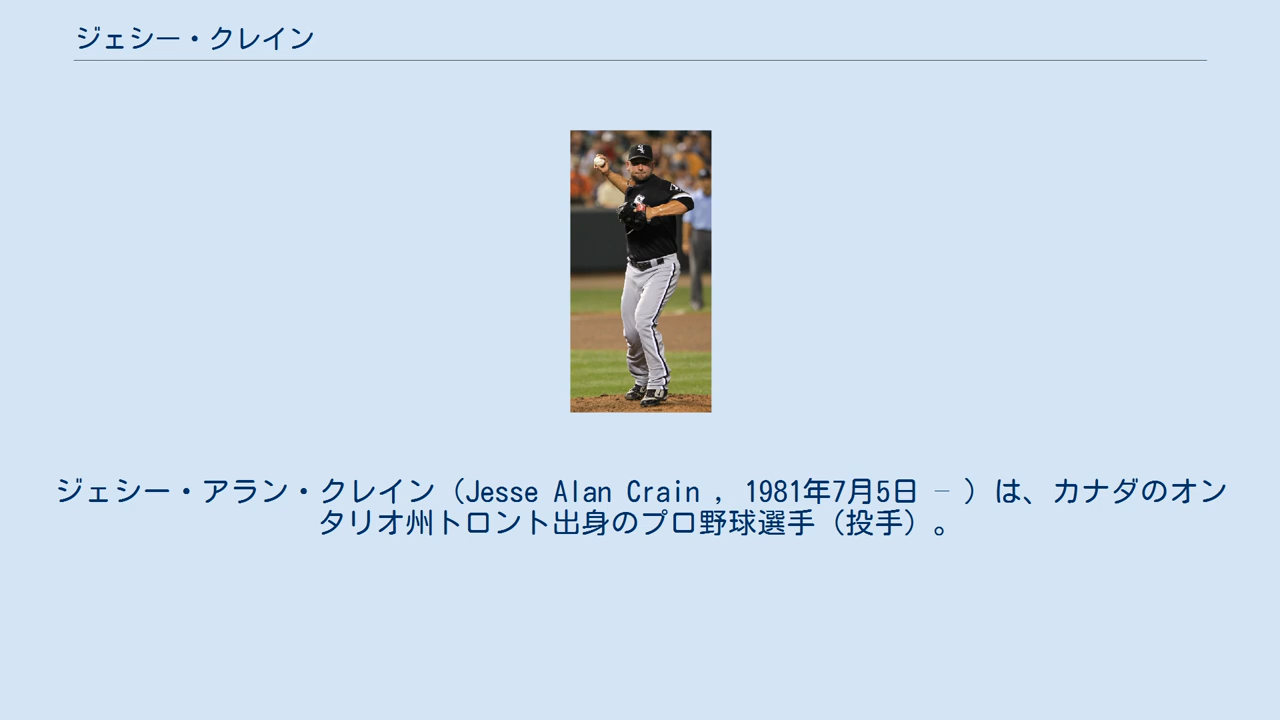 ジェシー・クレイン
ジェシー・アラン・クレイン（Jesse Alan Crain , 1981年7月5日 – ）は、カナダのオン
タリオ州トロント出身のプロ野球選手（投手）。